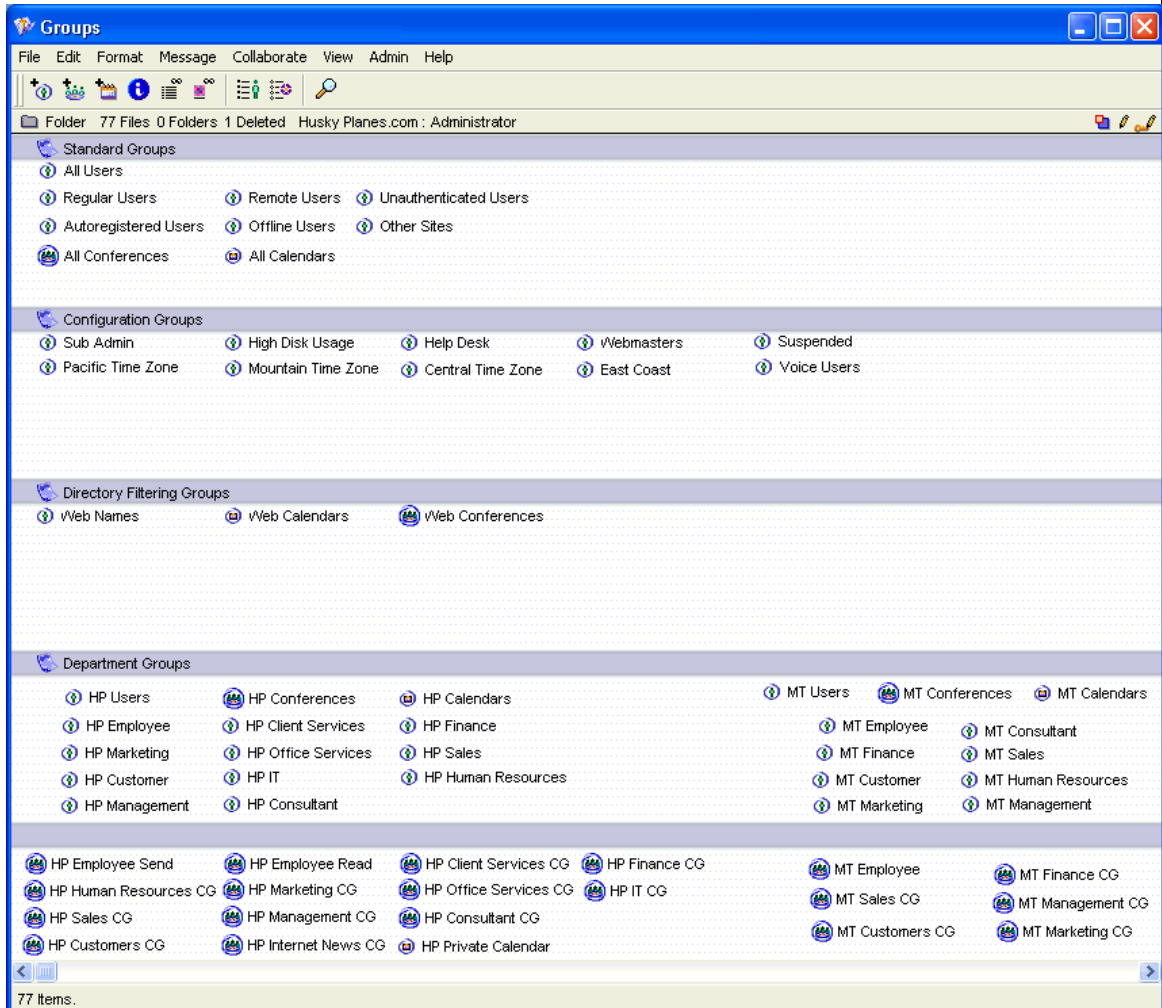 Groups
File Edit Format Message Collaborate View Admin Help
Folder 77 Files 0 Folders 1 Deleted Husky Planes.com : Administrator
Standard Groups
All Users
Regular Users Remote Users Unauthenticated Users
Autoregistered Users Offline Users Other Sites
All Conferences All Calendars
Configuration Groups
Sub Admin High Disk Usage Help Desk Webmasters Suspended
Pacific Time Zone Mountain Time Zone Central Time Zone East Coast Voice Users
Directory Filtering Groups
Web Names Web Calendars Web Conferences
Department Groups
HP Users HP Conferences HP Calendars MT Users MT Conferences MT Calendars
HP Employee HP Client Services HP Finance MT Employee MT Consultant
HP Marketing HP Office Services HP Sales MT Finance MT Sales
HP Customer HP IT HP Human Resources MT Customer MT Human Resources
HP Management HP Consultant MT Marketing MT Management
HP Employee Send HP Employee Read HP Client Services CG HP Finance CG MT Employee MT Finance CG
HP Human Resources CG HP Marketing CG HP Office Services CG HP IT CG MT Sales CG MT Management CG
HP Sales CG HP Management CG HP Consultant CG MT Customers CG MT Marketing CG
HP Customers CG HP Internet News CG HP Private Calendar
77 Items.